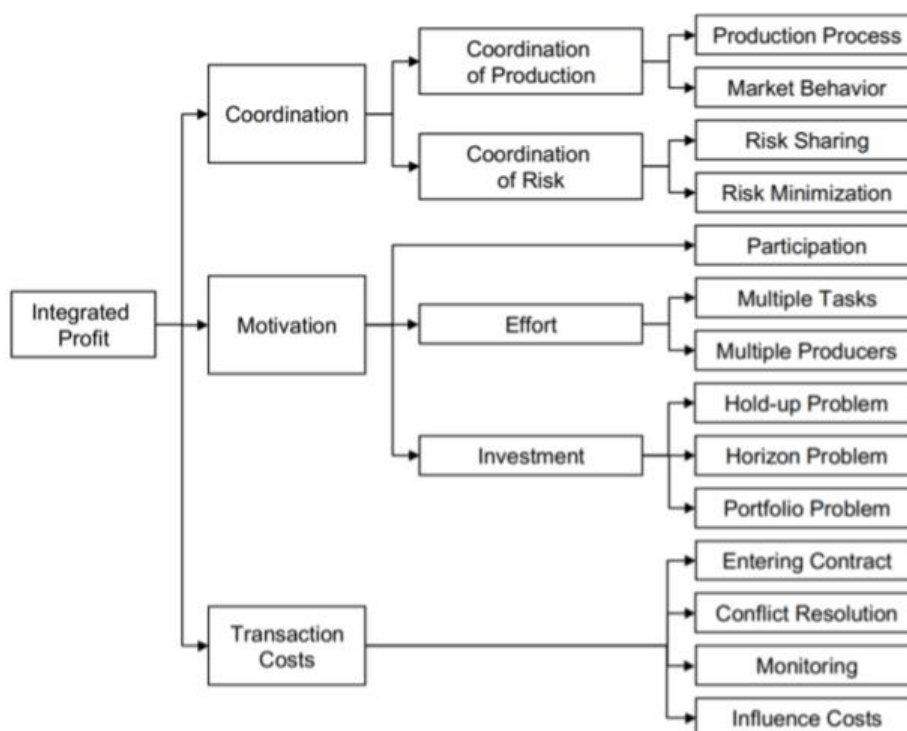 Integrated
Profit
Coordination
Coordination
of Production
Production Process
Market Behavior
Coordination
of Risk
Risk Sharing
Risk Minimization
Motivation
Participation
Effort
Multiple Tasks
Multiple Producers
Investment
Hold-up Problem
Horizon Problem
Portfolio Problem
Transaction
Costs
Entering Contract
Conflict Resolution
Monitoring
Influence Costs